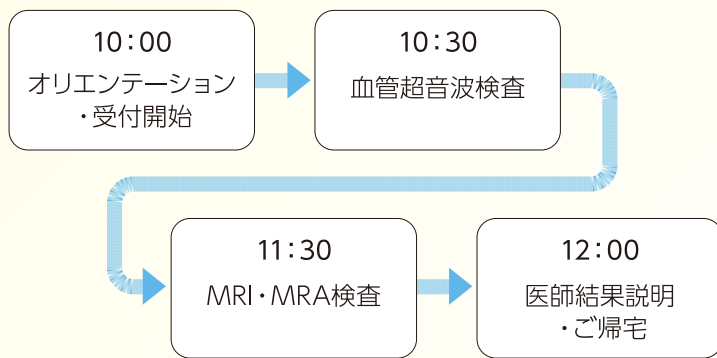 10：00
オリエンテーション
・受付開始
10：30
血管超音波検査
11：30
MRI・MRA検査
12：00
医師結果説明
・ご帰宅